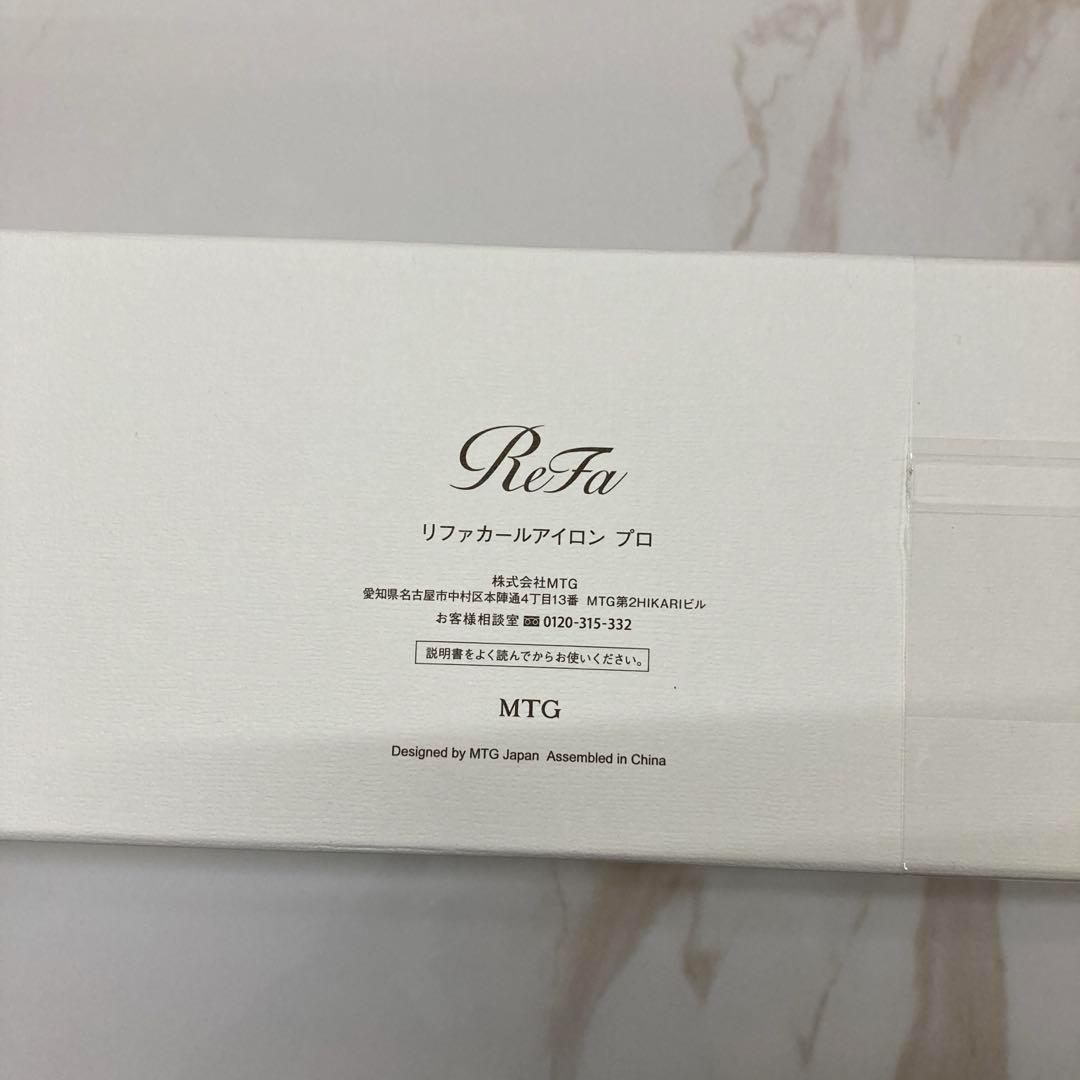 ReFa
リファカールアイロン プロ
株式会社MTG
愛知県名古屋市中村区本陣通4丁目13番 MTG第2HIKARIビル
お客様相談室 0120-315-332
説明書をよく読んでからお使いください。
MTG
Designed by MTG Japan Assembled in China